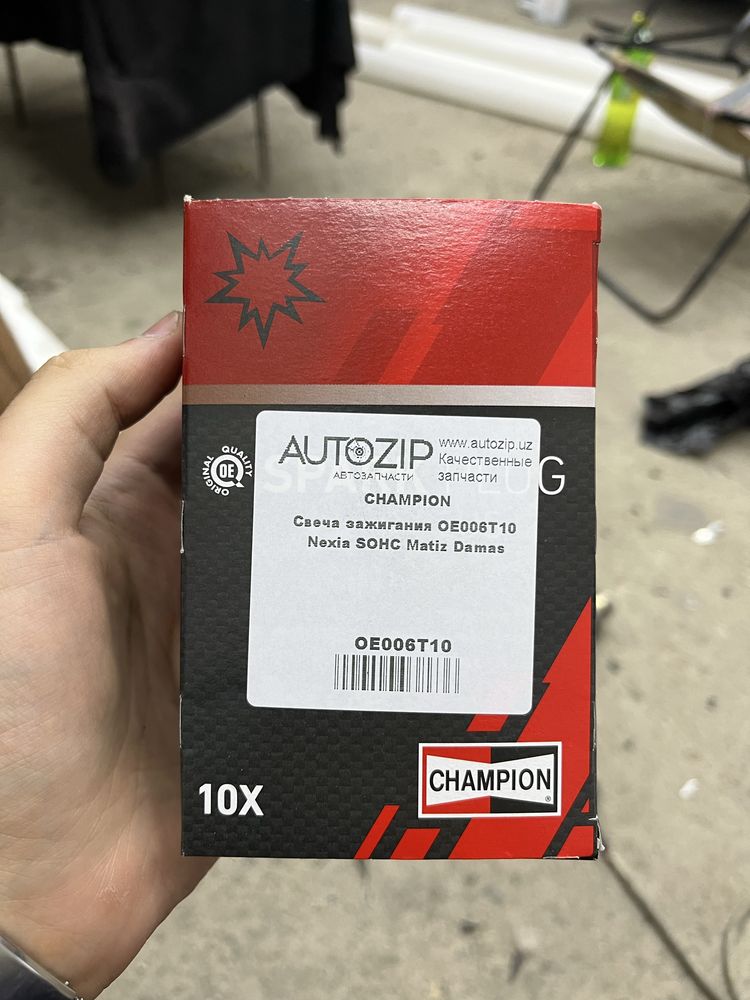 AUTOZIP
АВТОЗАПЧАСТИ
www.autozip.uz
Качественные
запчасти
ORIGINAL OE QUALITY
CHAMPION
Свеча зажигания OE006T10
Nexia SOHC Matiz Damas
OE006T10
10X
CHAMPION